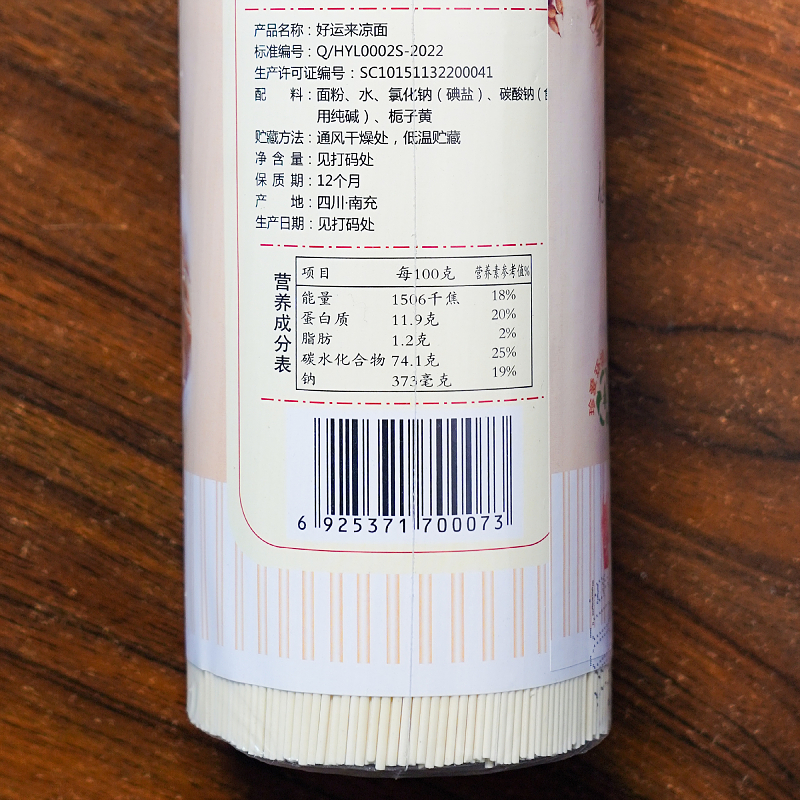 产品名称：好运来凉面
标准编号：Q/HYL0002S-2022
生产许可证编号：SC10151132200041
配 料：面粉、水、氯化钠（碘盐）、碳酸钠（食
用纯碱）、栀子黄
贮藏方法：通风干燥处，低温贮藏
净含量：见打码处
保质期：12个月
产 地：四川·南充
生产日期：见打码处
营养成分表
项目 每100克 营养素参考值%
能量 1506千焦 18%
蛋白质 11.9克 20%
脂肪 1.2克 2%
碳水化合物 74.1克 25%
钠 373毫克 19%
6 925371 700073